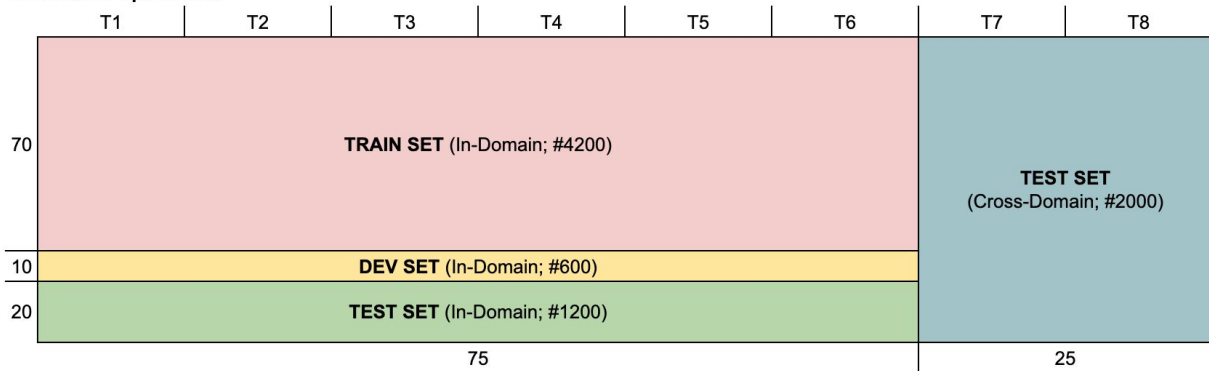 T1 T2 T3 T4 T5 T6 T7 T8
70 TRAIN SET (In-Domain; #4200)
TEST SET
(Cross-Domain; #2000)
10 DEV SET (In-Domain; #600)
20 TEST SET (In-Domain; #1200)
75 25